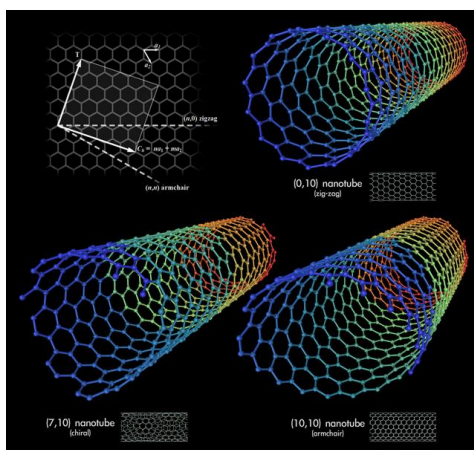 T
a₁
a₂
(n,0) zigzag
Cₕ = na₁ + ma₂
(n,n) armchair
(0,10) nanotube
(zig-zag)
(7,10) nanotube
(chiral)
(10,10) nanotube
(armchair)